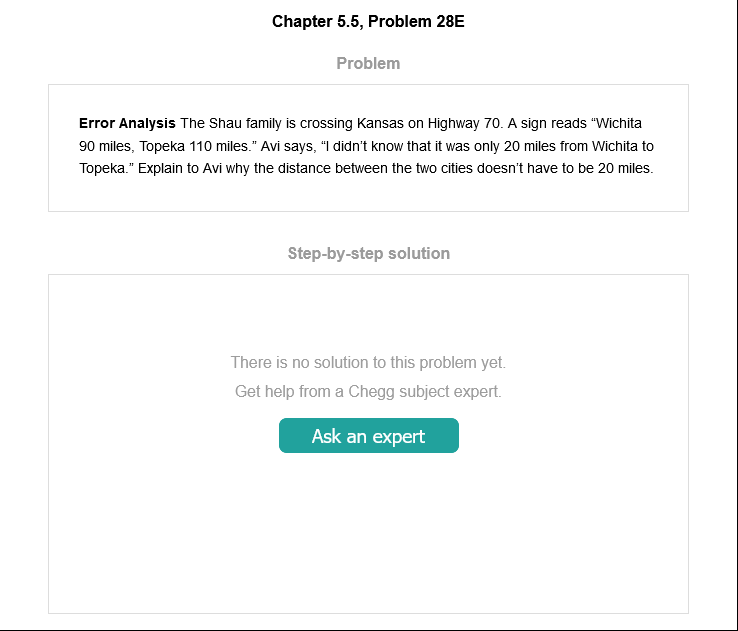 Chapter 5.5, Problem 28E
Problem
Error Analysis The Shau family is crossing Kansas on Highway 70. A sign reads “Wichita
90 miles, Topeka 110 miles.” Avi says, “I didn’t know that it was only 20 miles from Wichita to
Topeka.” Explain to Avi why the distance between the two cities doesn’t have to be 20 miles.
Step-by-step solution
There is no solution to this problem yet.
Get help from a Chegg subject expert.
Ask an expert